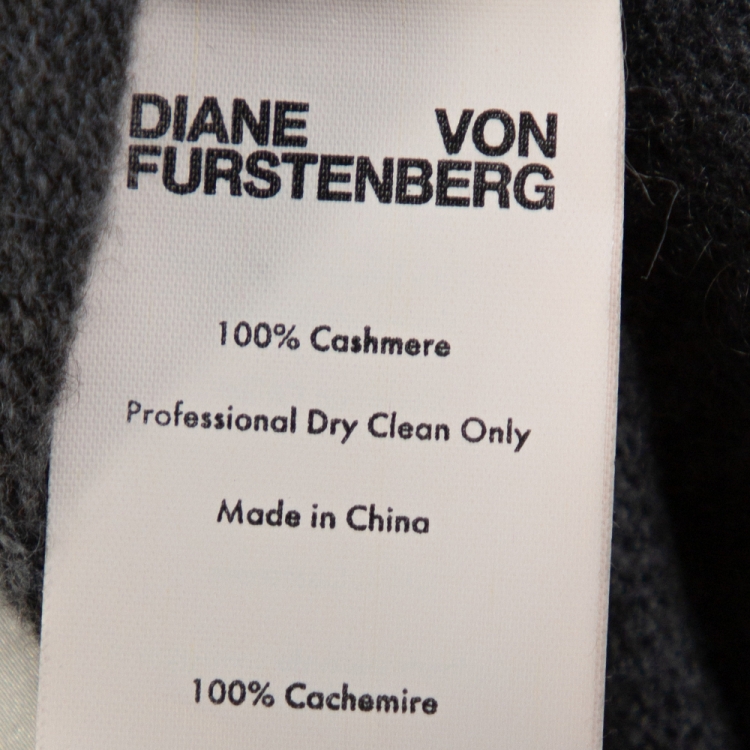 DIANE VON
FURSTENBERG
100% Cashmere
Professional Dry Clean Only
Made in China
100% Cachemire